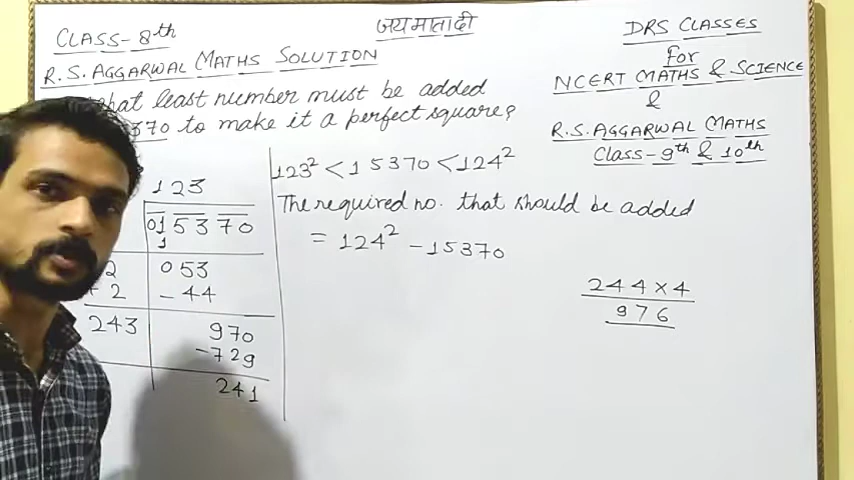 CLASS-8th
जय माता दी
DRS CLASSES
For
NCERT MATHS & SCIENCE
&
R.S. AGGARWAL MATHS
Class-9th & 10th
R.S. AGGARWAL MATHS SOLUTION
hat least number must be added
370 to make it a perfect square?
123
01 53 70
1
2 053
+ 2 - 44
243 970
-729
241
123² < 15370 < 124²
The required no. that should be added
= 124² - 15370
244×4
976